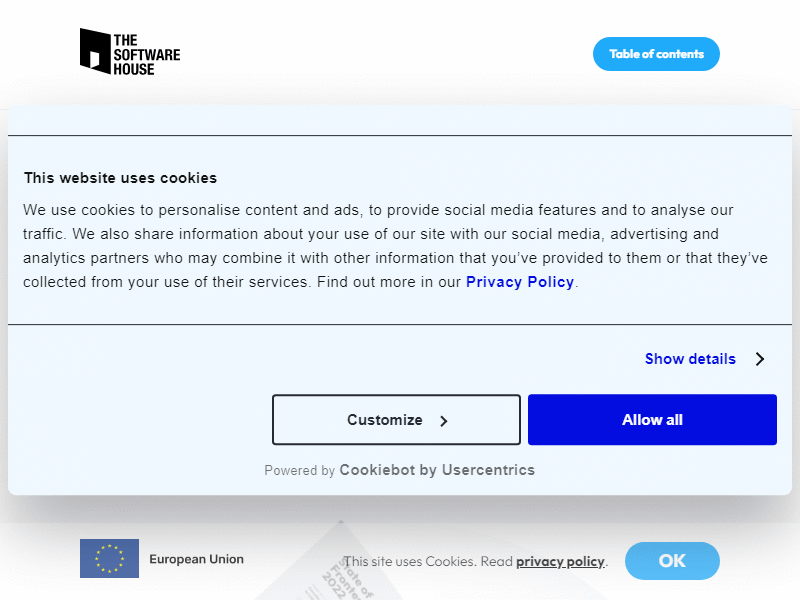 THE
SOFTWARE
HOUSE
Table of contents
This website uses cookies
We use cookies to personalise content and ads, to provide social media features and to analyse our
traffic. We also share information about your use of our site with our social media, advertising and
analytics partners who may combine it with other information that you've provided to them or that they've
collected from your use of their services. Find out more in our Privacy Policy.
Show details
Customize
Allow all
Powered by Cookiebot by Usercentrics
European Union
This site uses Cookies. Read privacy policy.
OK
State of
2022